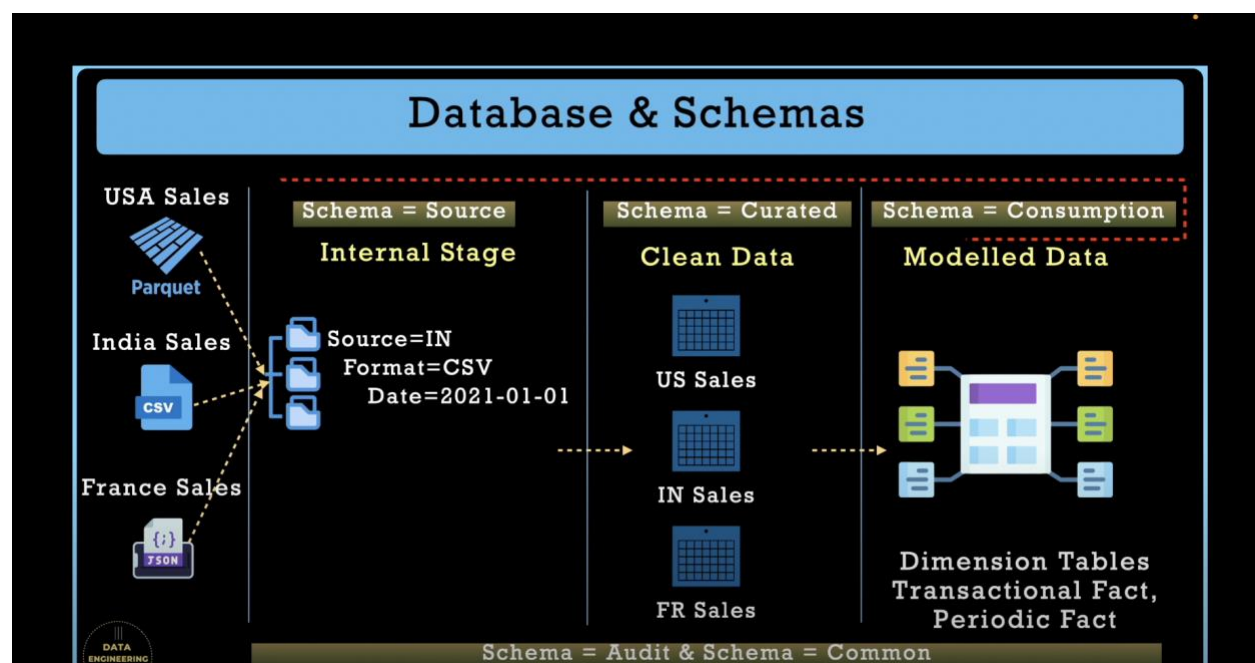 Database & Schemas
USA Sales
Parquet
India Sales
CSV
France Sales
{;}
JSON
Schema = Source
Internal Stage
Source=IN
Format=CSV
Date=2021-01-01
Schema = Curated
Clean Data
US Sales
IN Sales
FR Sales
Schema = Consumption
Modelled Data
Dimension Tables
Transactional Fact,
Periodic Fact
DATA
ENGINEERING
Schema = Audit & Schema = Common